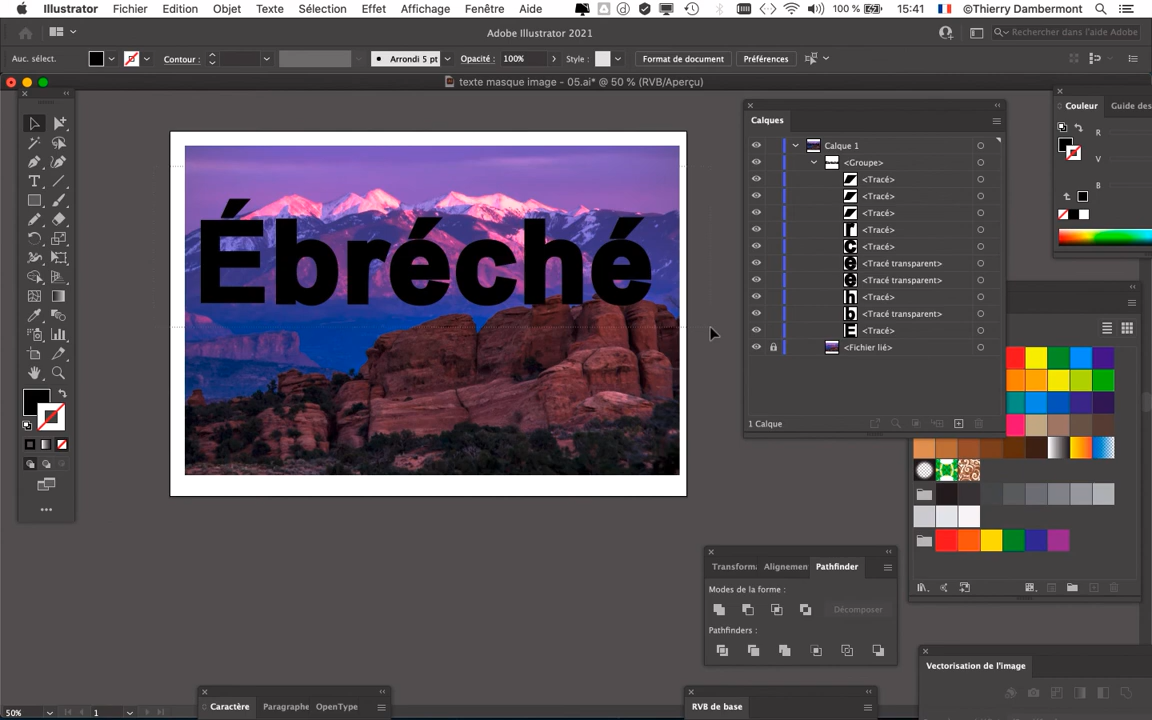 Illustrator Fichier Édition Objet Texte Sélection Effet Affichage Fenêtre Aide 100 % 15:41 ©Thierry Dambermont
Adobe Illustrator 2021 Rechercher dans l'aide Adobe
Auc. sélect. Contour : Arrondi 5 pt Opacité : 100% Style : Format de document Préférences
texte masque image - 05.ai* @ 50 % (RVB/Aperçu)
Couleur Guide des
Calques
R
V
B
Calque 1
<Groupe>
<Tracé>
<Tracé>
<Tracé>
<Tracé>
<Tracé>
<Tracé transparent>
<Tracé transparent>
<Tracé>
<Tracé transparent>
<Tracé>
<Fichier lié>
1 Calque
Ébréché
Transform Alignemen Pathfinder
Modes de la forme :
Décomposer
Pathfinders :
Vectorisation de l'image
Caractère Paragraphe OpenType
RVB de base
50% 1